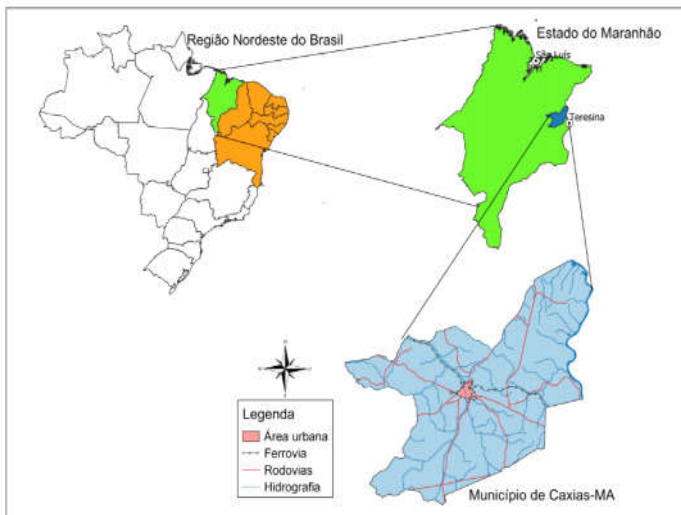 Região Nordeste do Brasil
Estado do Maranhão
São Luís
Teresina
Legenda
Área urbana
Ferrovia
Rodovias
Hidrografia
Município de Caxias-MA